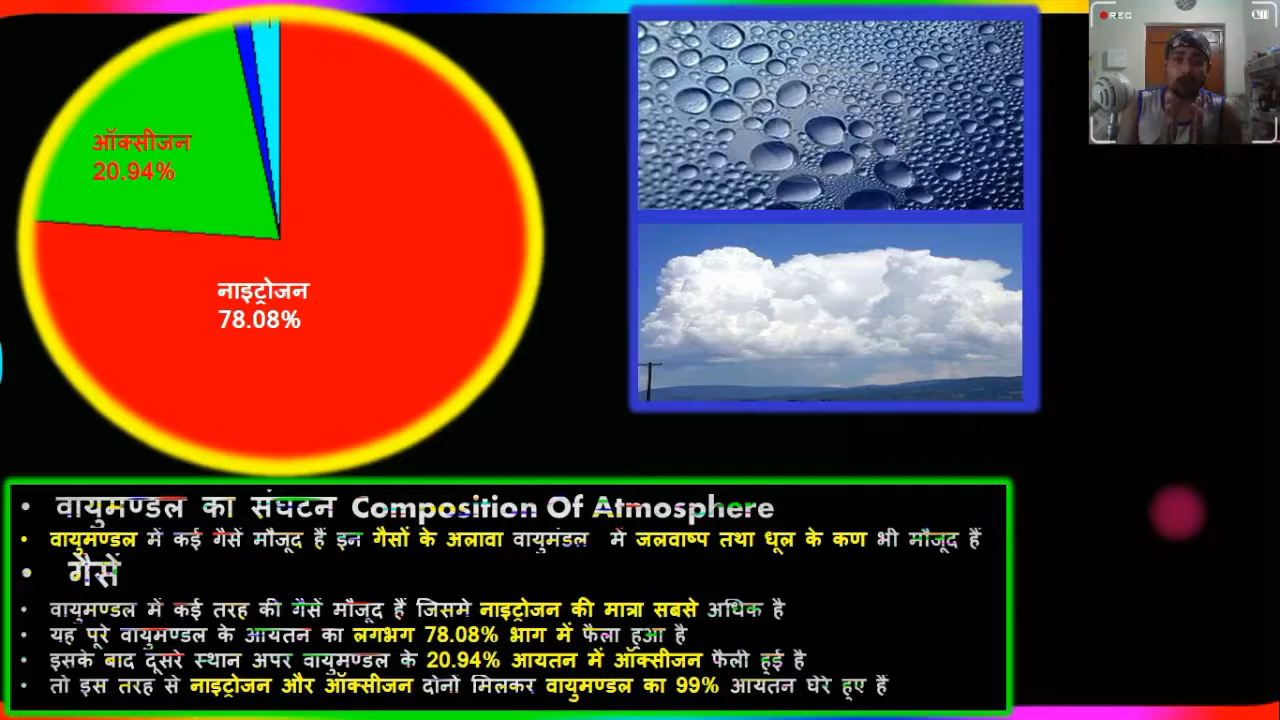 ऑक्सीजन
20.94%
नाइट्रोजन
78.08%
REC
• वायुमण्डल का संघटन Composition Of Atmosphere
• वायुमण्डल में कई गैसें मौजूद हैं इन गैसों के अलावा वायुमंडल में जलवाष्प तथा धूल के कण भी मौजूद हैं
• गैसें
• वायुमण्डल में कई तरह की गैसें मौजूद हैं जिसमे नाइट्रोजन की मात्रा सबसे अधिक है
• यह पूरे वायुमण्डल के आयतन का लगभग 78.08% भाग में फैला हुआ है
• इसके बाद दूसरे स्थान अपर वायुमण्डल के 20.94% आयतन में ऑक्सीजन फैली हुई है
• तो इस तरह से नाइट्रोजन और ऑक्सीजन दोनों मिलकर वायुमण्डल का 99% आयतन घेरे हुए हैं